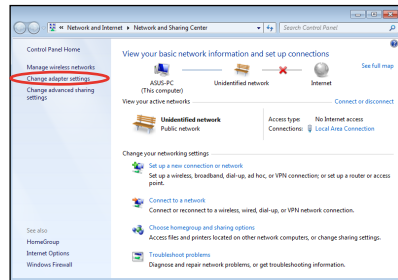 « Network and Internet ▸ Network and Sharing Center
Search Control Panel
Control Panel Home
Manage wireless networks
Change adapter settings
Change advanced sharing
settings
View your basic network information and set up connections
See full map
ASUS-PC
(This computer)
Unidentified network
Internet
View your active networks
Connect or disconnect
Unidentified network
Public network
Access type: No Internet access
Connections: Local Area Connection
Change your networking settings
Set up a new connection or network
Set up a wireless, broadband, dial-up, ad hoc, or VPN connection; or set up a router or access
point.
Connect to a network
Connect or reconnect to a wireless, wired, dial-up, or VPN network connection.
Choose homegroup and sharing options
Access files and printers located on other network computers, or change sharing settings.
Troubleshoot problems
Diagnose and repair network problems, or get troubleshooting information.
See also
HomeGroup
Internet Options
Windows Firewall